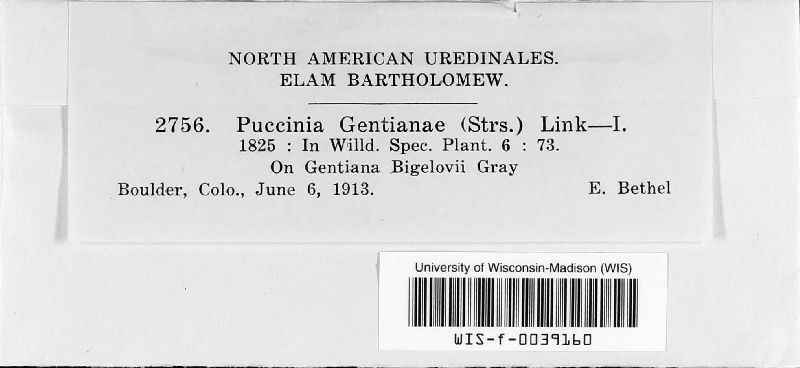 NORTH AMERICAN UREDINALES.
ELAM BARTHOLOMEW.
2756. Puccinia Gentianae (Strs.) Link—I.
1825 : In Willd. Spec. Plant. 6 : 73.
On Gentiana Bigelovii Gray
Boulder, Colo., June 6, 1913. E. Bethel
University of Wisconsin-Madison (WIS)
WIS-f-0039160